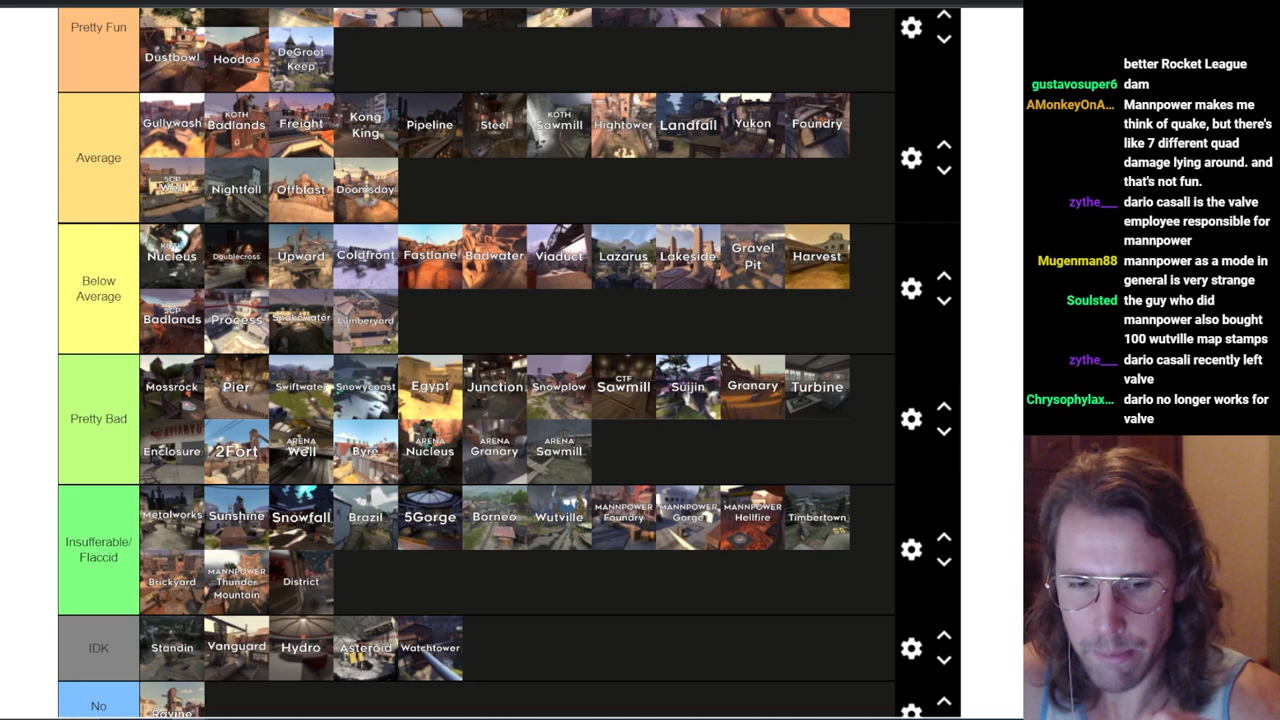 Pretty Fun
Dustbowl
Hoodoo
DeGroot
Keep
Average
Gullywash
KOTH
Badlands
Freight
Kong
King
Pipeline
Steel
KOTH
Sawmill
Hightower
Landfall
Yukon
Foundry
5CP
Well
Nightfall
Offblast
Doomsday
Below
Average
KOTH
Nucleus
Doublecross
Upward
Coldfront
Fastlane
Badwater
Viaduct
Lazarus
Lakeside
Gravel
Pit
Harvest
5CP
Badlands
Process
Snakewater
Lumberyard
Pretty Bad
Mossrock
Pier
Swiftwater
Snowycoast
Egypt
Junction
Snowplow
CTF
Sawmill
Suijin
Granary
Turbine
Enclosure
2Fort
ARENA
Well
Byre
ARENA
Nucleus
ARENA
Granary
ARENA
Sawmill
Insufferable/
Flaccid
Metalworks
Sunshine
Snowfall
Brazil
5Gorge
Borneo
Wutville
MANNPOWER
Foundry
MANNPOWER
Gorge
MANNPOWER
Hellfire
Timbertown
Brickyard
MANNPOWER
Thunder
Mountain
District
IDK
Standin
Vanguard
Hydro
Asteroid
Watchtower
No
Ravine
better Rocket League
gustavosuper6 dam
AMonkeyOnA... Mannpower makes me
think of quake, but there's
like 7 different quad
damage lying around. and
that's not fun.
zythe___ dario casali is the valve
employee responsible for
mannpower
Mugenman88 mannpower as a mode in
general is very strange
Soulsted the guy who did
mannpower also bought
100 wutville map stamps
zythe___ dario casali recently left
valve
Chrysophylax... dario no longer works for
valve